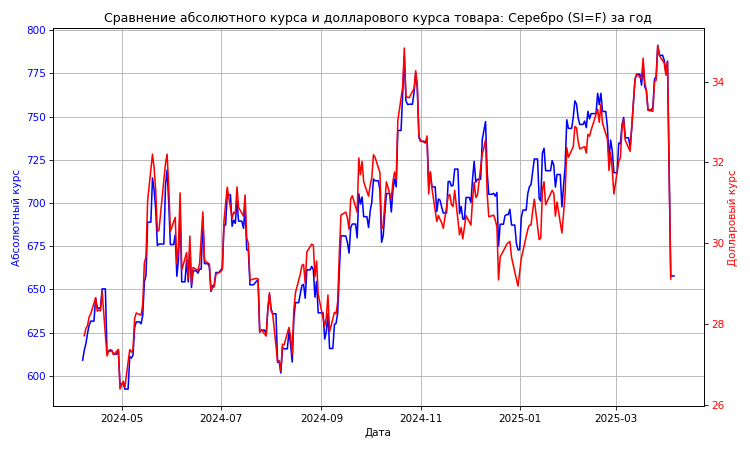 Сравнение абсолютного курса и долларового курса товара: Серебро (SI=F) за год
Абсолютный курс
800
775
750
725
700
675
650
625
600
34
32
30
28
26
Долларовый курс
2024-05 2024-07 2024-09 2024-11 2025-01 2025-03
Дата